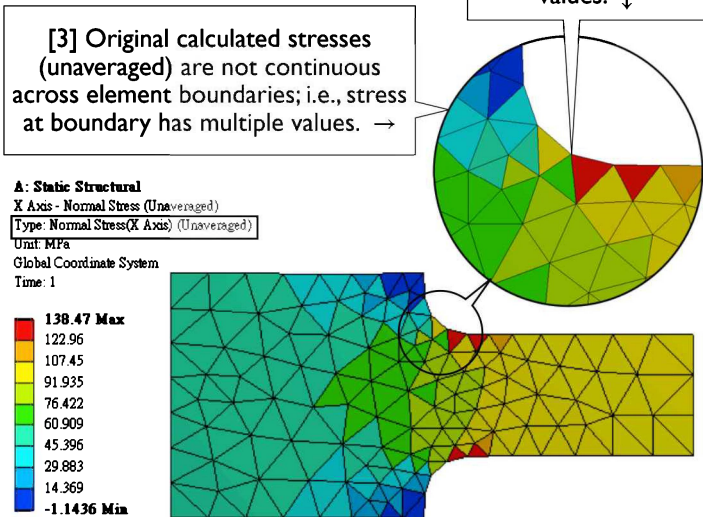 values. ↓
[3] Original calculated stresses
(unaveraged) are not continuous
across element boundaries; i.e., stress
at boundary has multiple values. →
A: Static Structural
X Axis - Normal Stress (Unaveraged)
Type: Normal Stress(X Axis) (Unaveraged)
Unit: MPa
Global Coordinate System
Time: 1
138.47 Max
122.96
107.45
91.935
76.422
60.909
45.396
29.883
14.369
-1.1436 Min